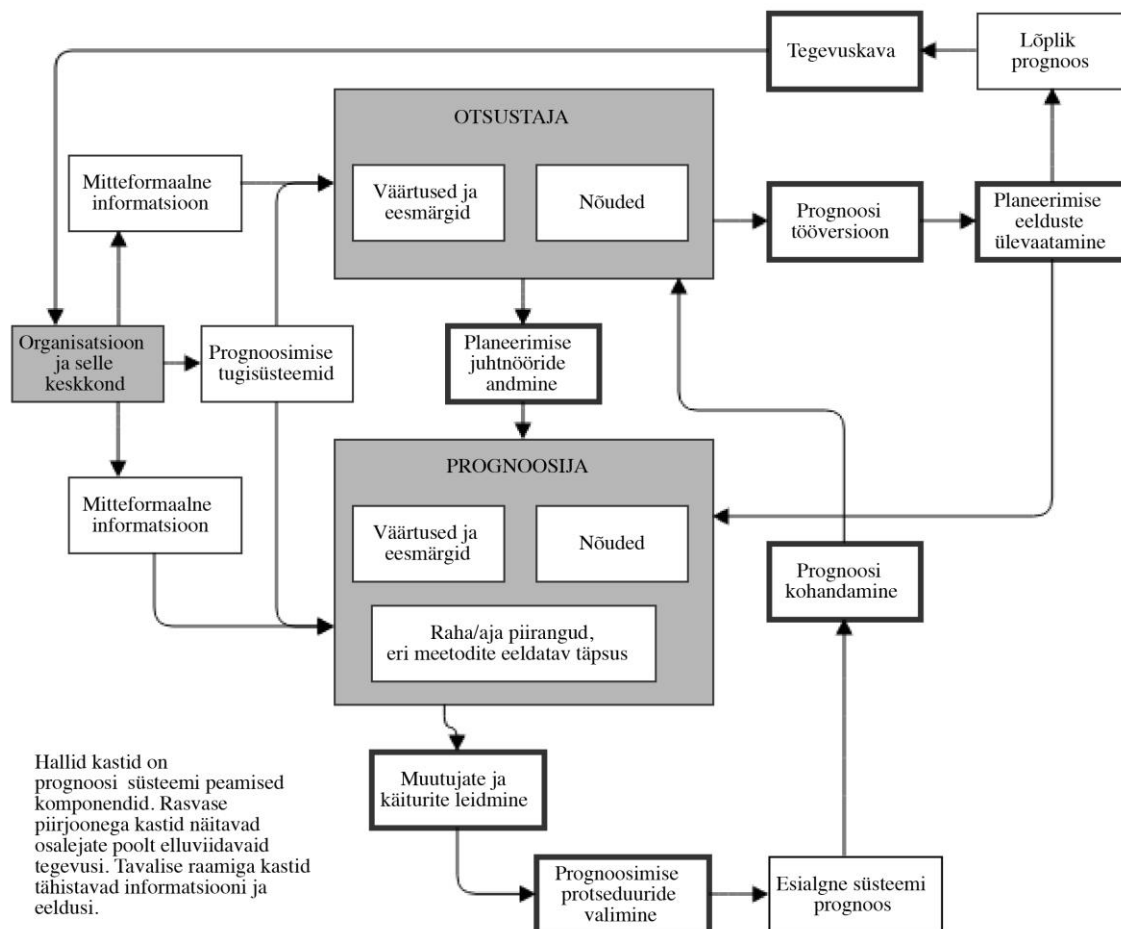 Tegevuskava
Lõplik
prognoos
OTSUSTAJA
Mitteformaalne
informatsioon
Väärtused ja
eesmärgid
Nõuded
Prognoosi
tööversioon
Planeerimise
eelduste
ülevaatamine
Organisatsioon
ja selle
keskkond
Prognoosimise
tugisüsteemid
Planeerimise
juhtnööride
andmine
PROGNOOSIJA
Mitteformaalne
informatsioon
Väärtused ja
eesmärgid
Nõuded
Prognoosi
kohandamine
Raha/aja piirangud,
eri meetodite eeldatav täpsus
Hallid kastid on
prognoosi süsteemi peamised
komponendid. Rasvase
piirjoonega kastid näitavad
osalejate poolt elluviidavaid
tegevusi. Tavalise raamiga kastid
tähistavad informatsiooni ja
eeldusi.
Muutujate ja
käiturite leidmine
Prognoosimise
protseduuride
valimine
Esialgne süsteemi
prognoos